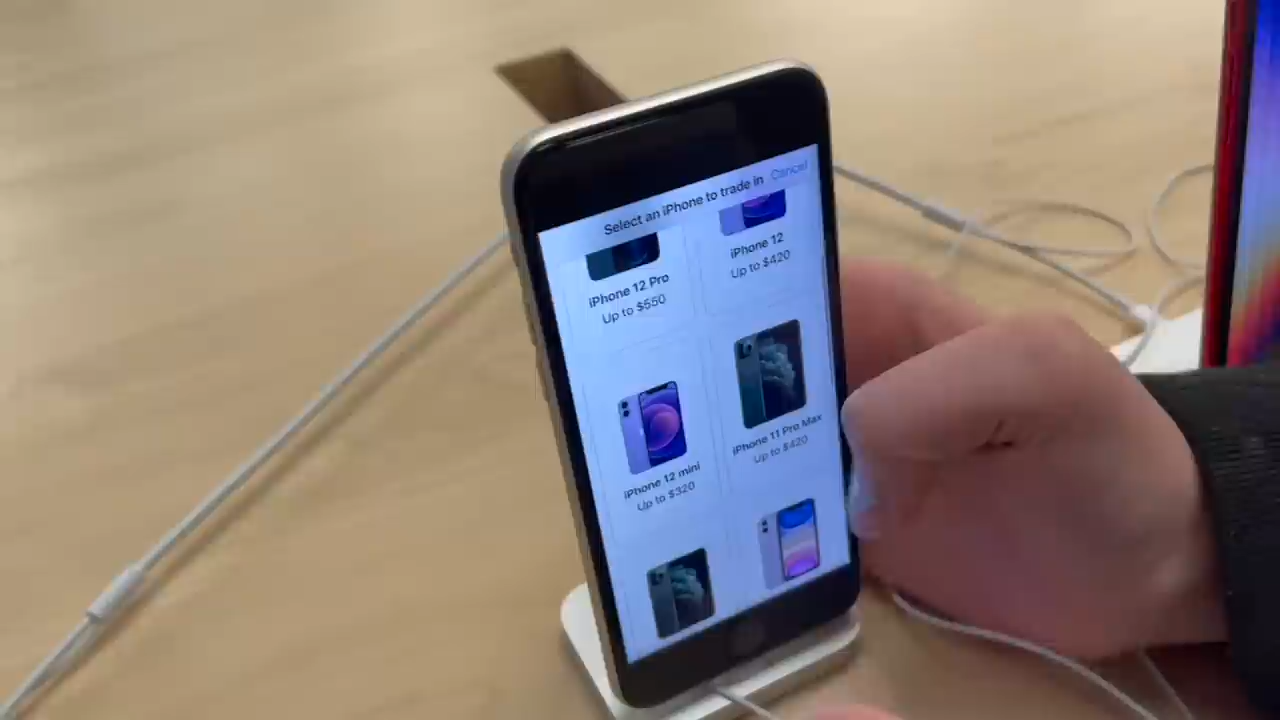 Select an iPhone to trade in
Cancel
iPhone 12 Pro
Up to $550
iPhone 12
Up to $420
iPhone 12 mini
Up to $320
iPhone 11 Pro Max
Up to $420